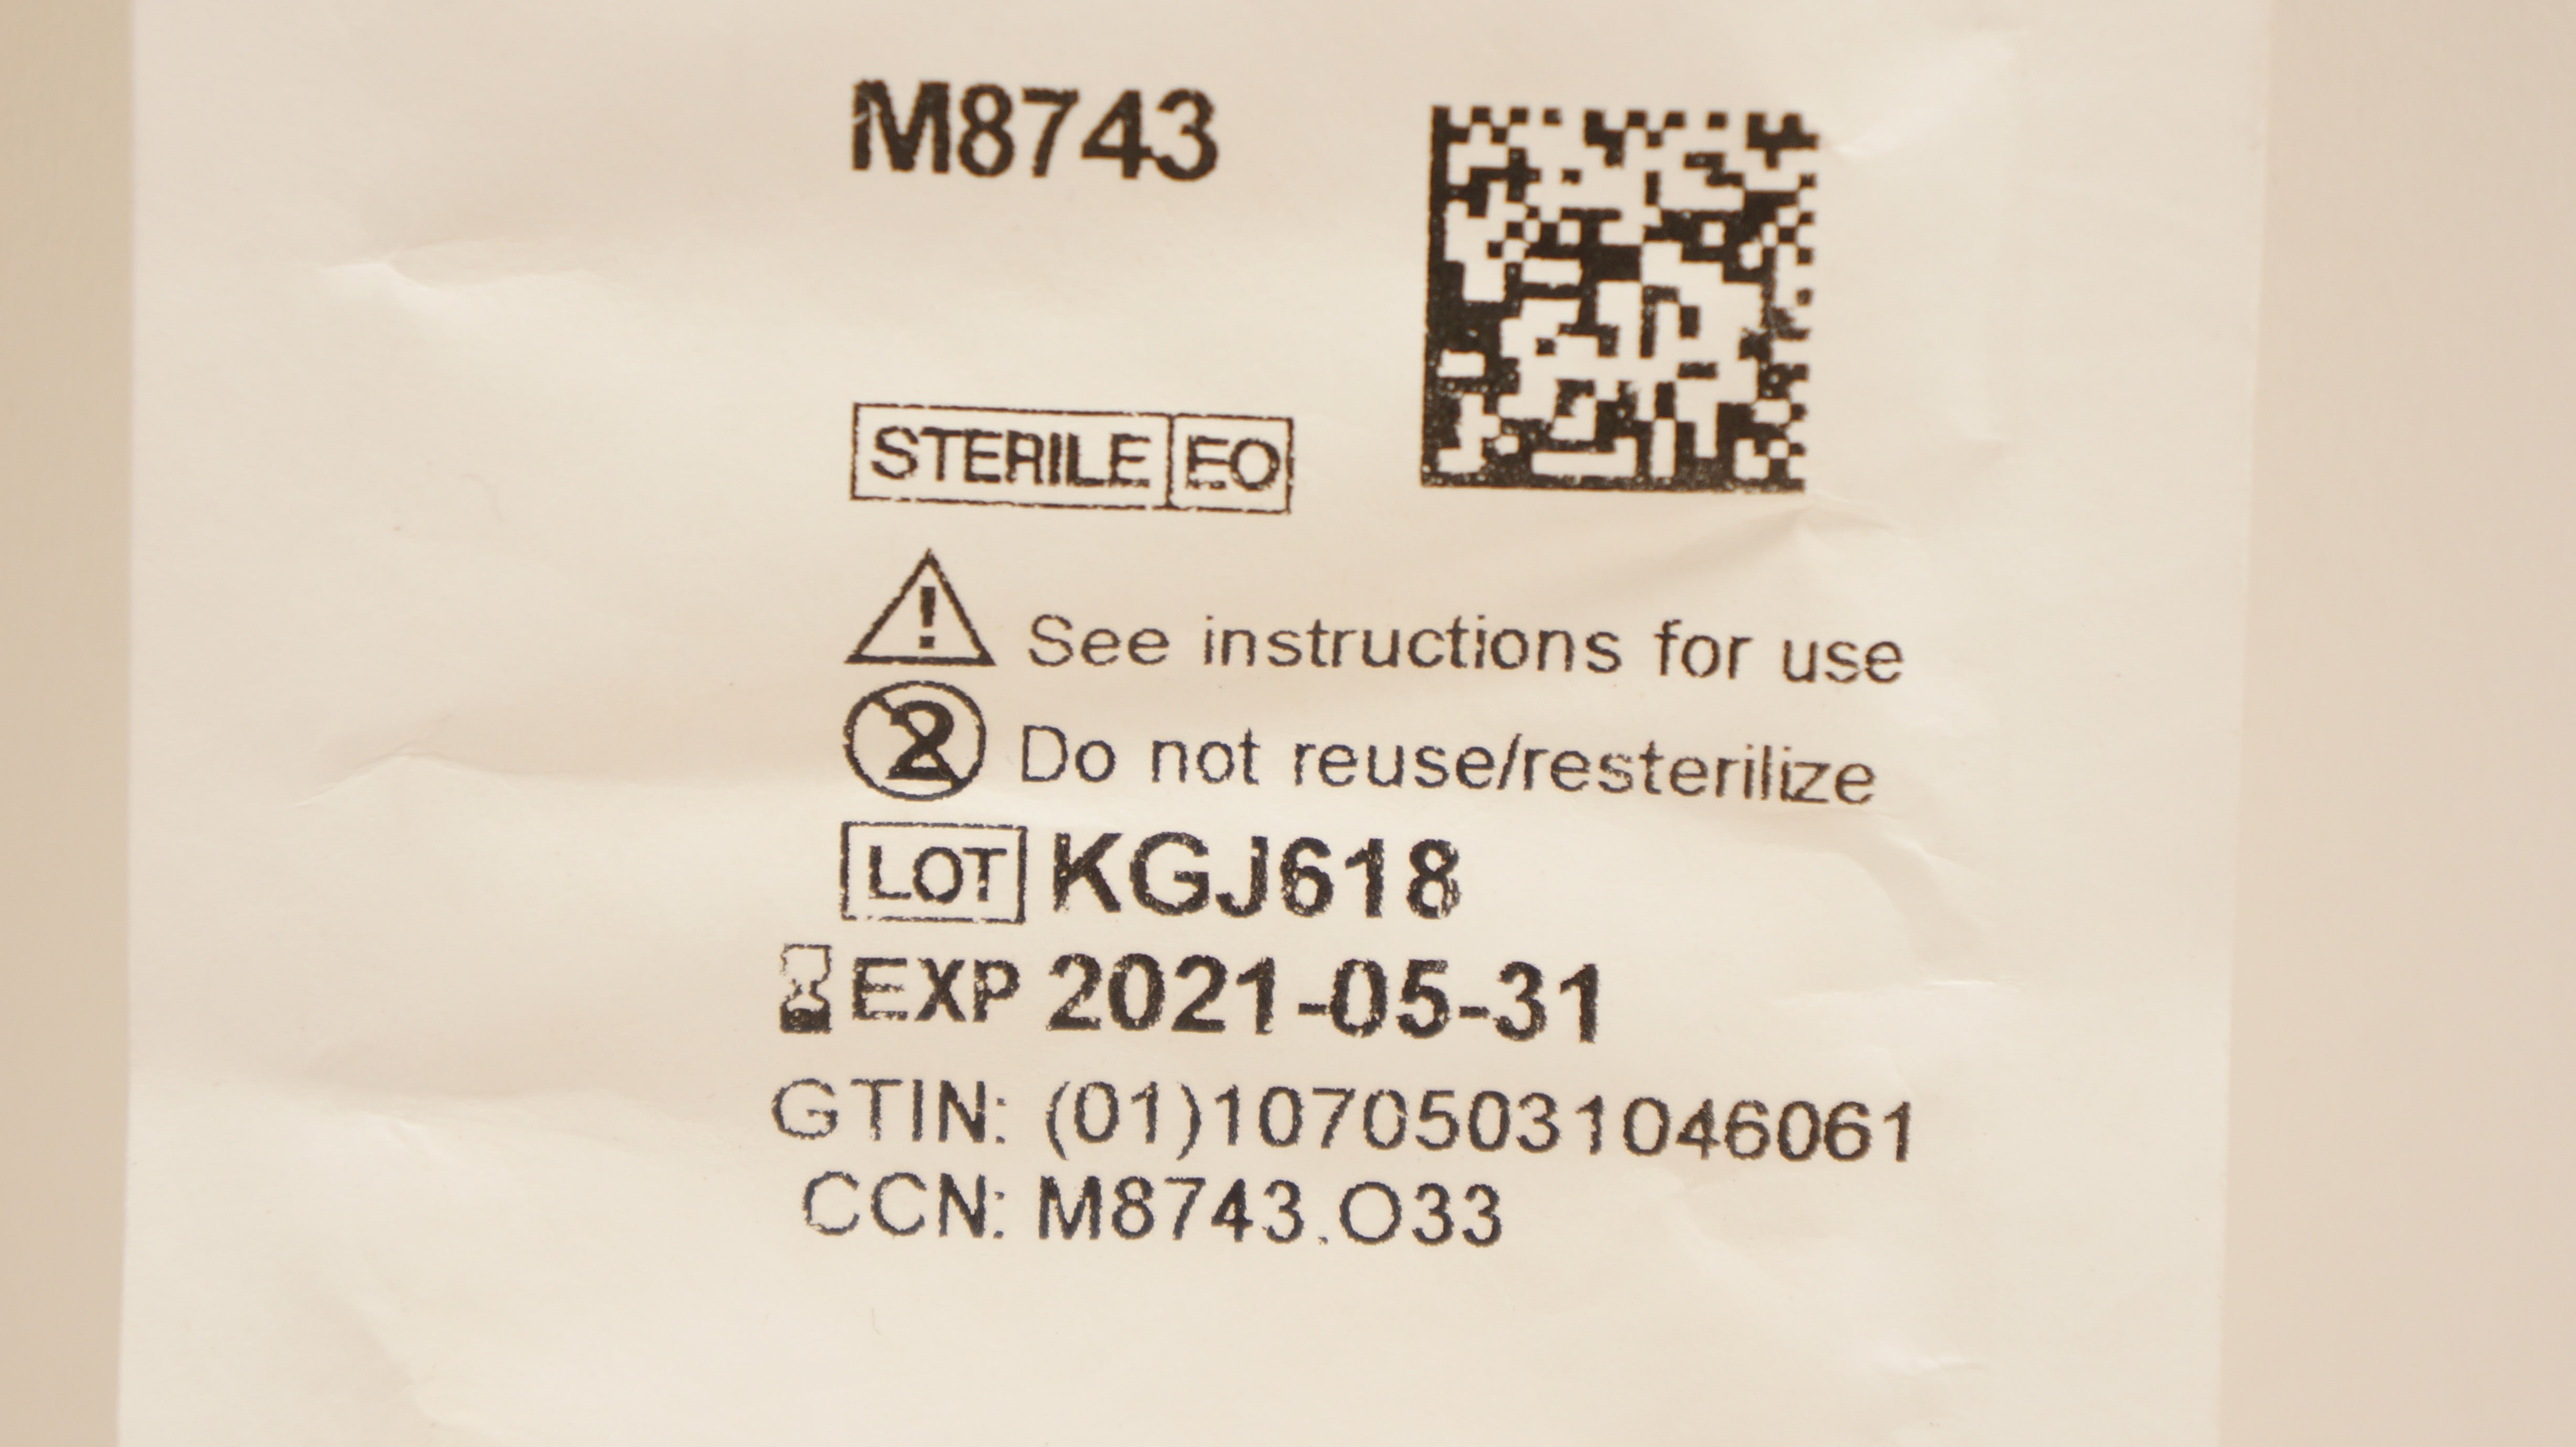 M8743
STERILE EO
! See instructions for use
2 Do not reuse/resterilize
LOT KGJ618
EXP 2021-05-31
GTIN: (01)10705031046061
CCN: M8743.O33